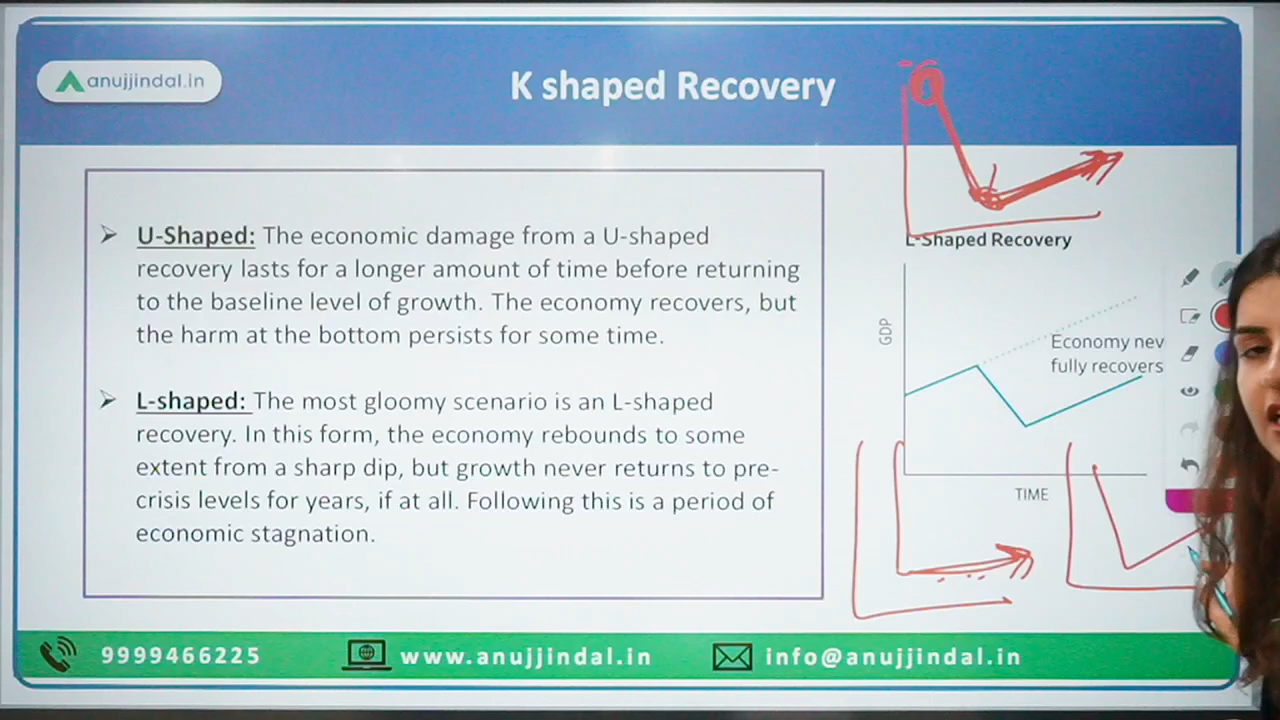 anujjindal.in
K shaped Recovery
U-Shaped: The economic damage from a U-shaped
recovery lasts for a longer amount of time before returning
to the baseline level of growth. The economy recovers, but
the harm at the bottom persists for some time.
L-shaped: The most gloomy scenario is an L-shaped
recovery. In this form, the economy rebounds to some
extent from a sharp dip, but growth never returns to pre-
crisis levels for years, if at all. Following this is a period of
economic stagnation.
L-Shaped Recovery
GDP
Economy nev
fully recovers
TIME
9999466225
www.anujjindal.in
info@anujjindal.in